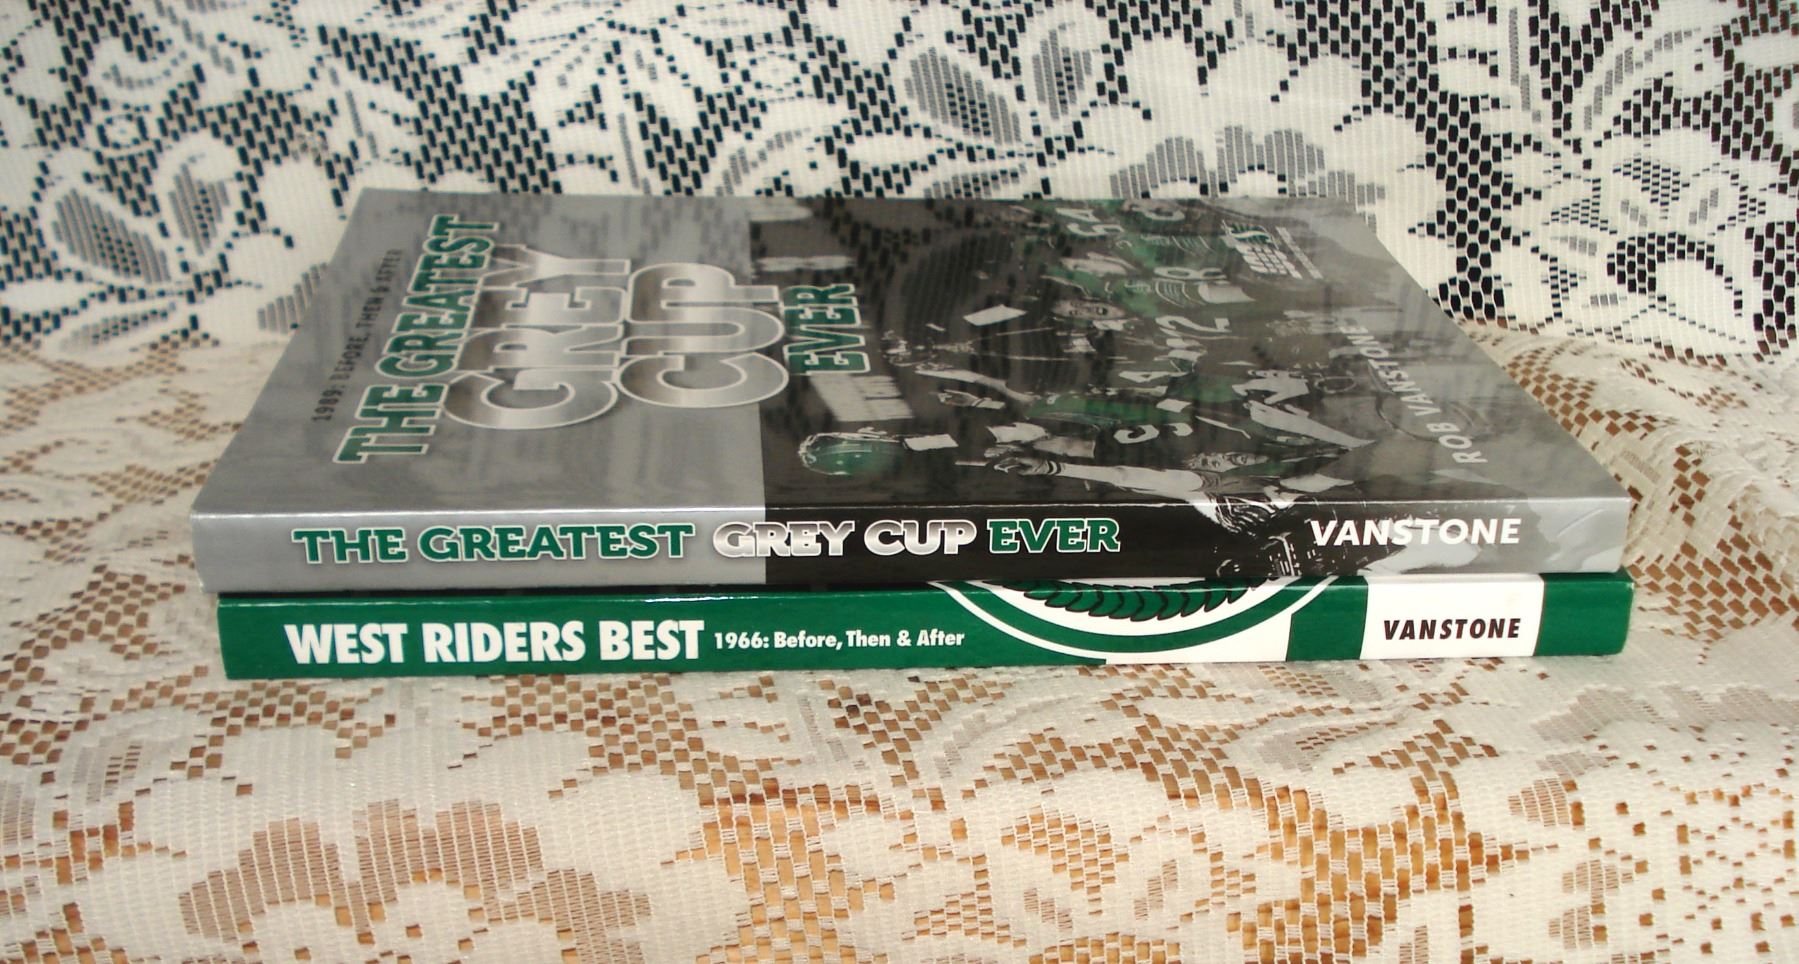 1989: BEFORE, THEN & AFTER
THE GREATEST
GREY
CUP
EVER
ROB VANSTONE
THE GREATEST GREY CUP EVER VANSTONE
WEST RIDERS BEST 1966: Before, Then & After VANSTONE